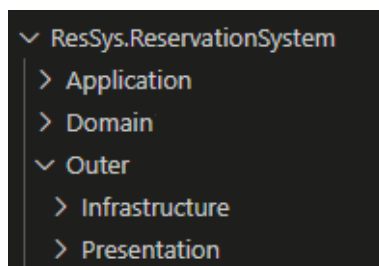 ResSys.ReservationSystem
Application
Domain
Outer
Infrastructure
Presentation